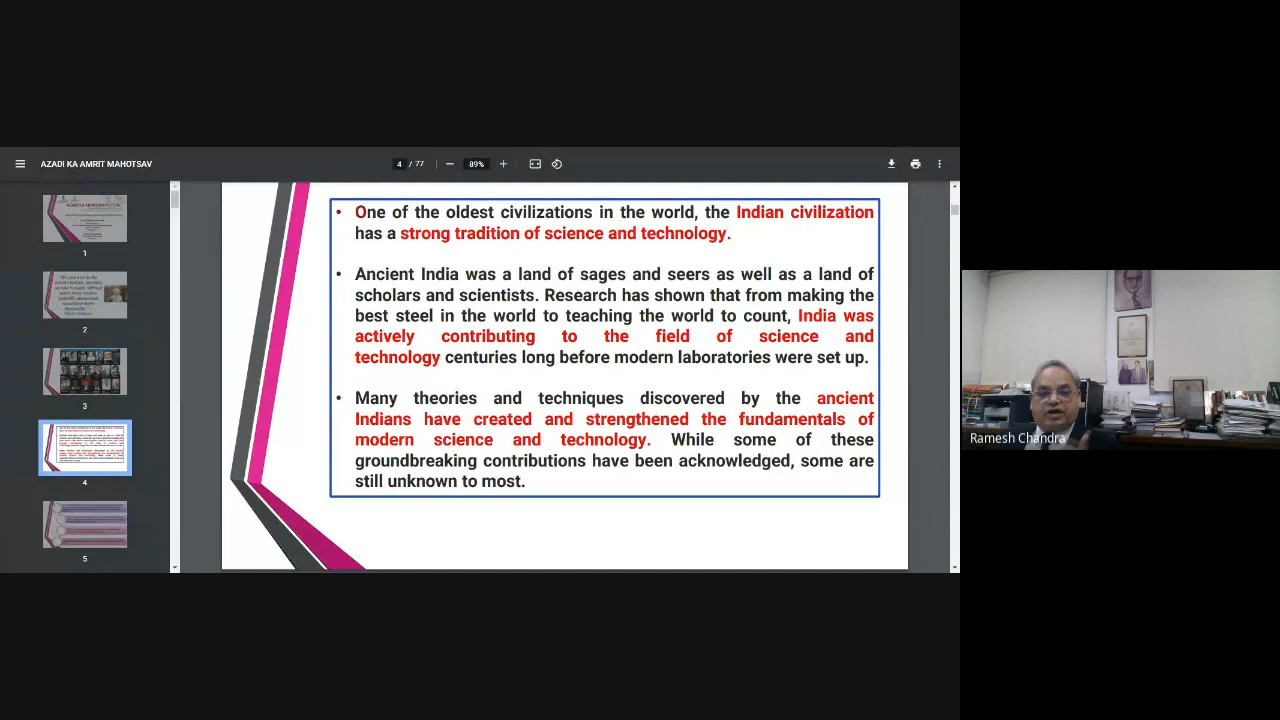 AZADI KA AMRIT MAHOTSAV
4 / 77
89%
1
2
3
4
5
• One of the oldest civilizations in the world, the Indian civilization
has a strong tradition of science and technology.
• Ancient India was a land of sages and seers as well as a land of
scholars and scientists. Research has shown that from making the
best steel in the world to teaching the world to count, India was
actively contributing to the field of science and
technology centuries long before modern laboratories were set up.
• Many theories and techniques discovered by the ancient
Indians have created and strengthened the fundamentals of
modern science and technology. While some of these
groundbreaking contributions have been acknowledged, some are
still unknown to most.
Ramesh Chandra